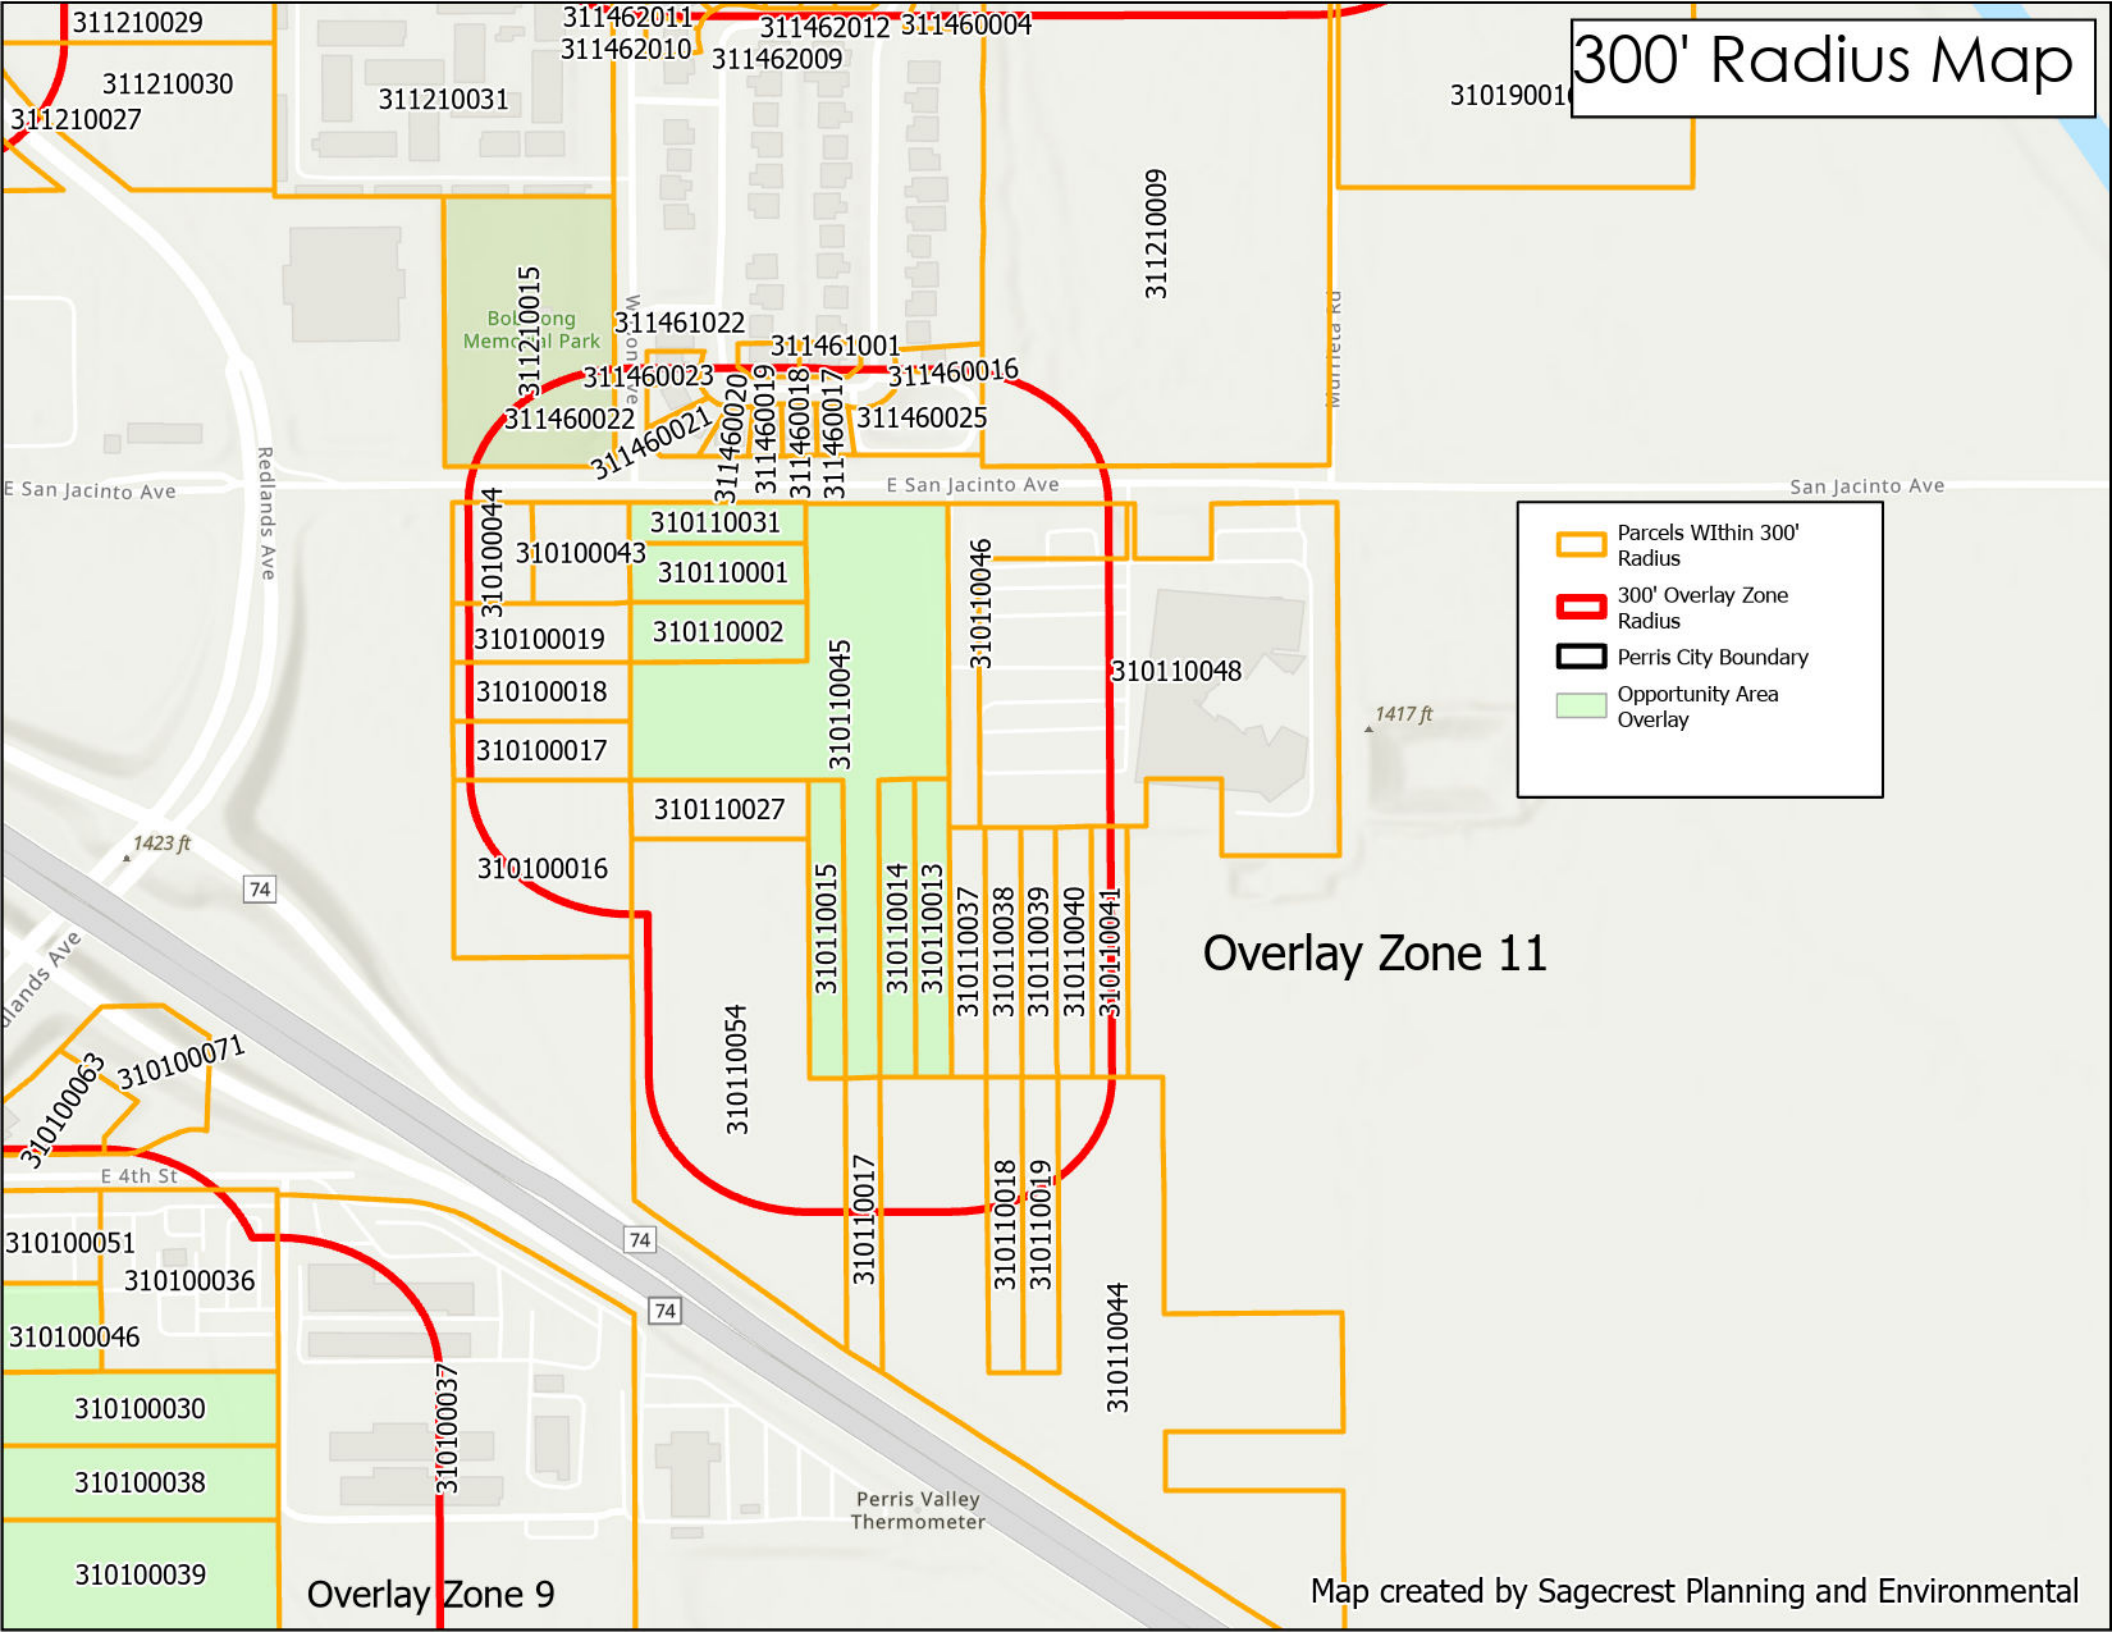 300' Radius Map
311210029
311462011
311462012
311460004
311462010
311462009
311210030
311210031
311210027
31019001
311210009
311210015
Memorial Park
311461022
311461001
311460023
311460016
311460022
311460021
311460020
311460019
311460018
311460017
311460025
Murrieta Rd
Redlands Ave
E San Jacinto Ave
E San Jacinto Ave
San Jacinto Ave
Parcels WIthin 300'
Radius
300' Overlay Zone
Radius
Perris City Boundary
Opportunity Area
Overlay
310100044
310100043
310110031
310110001
310110002
310100019
310100018
310100017
310110045
310110046
310110048
1417 ft
1423 ft
74
310110027
310100016
310110015
310110014
310110013
310110037
310110038
310110039
310110040
310110041
Overlay Zone 11
310110054
310100071
310100063
E 4th St
310110017
310110018
310110019
310110044
74
74
310100051
310100036
310100046
310100037
310100030
310100038
310100039
Perris Valley
Thermometer
Overlay Zone 9
Map created by Sagecrest Planning and Environmental